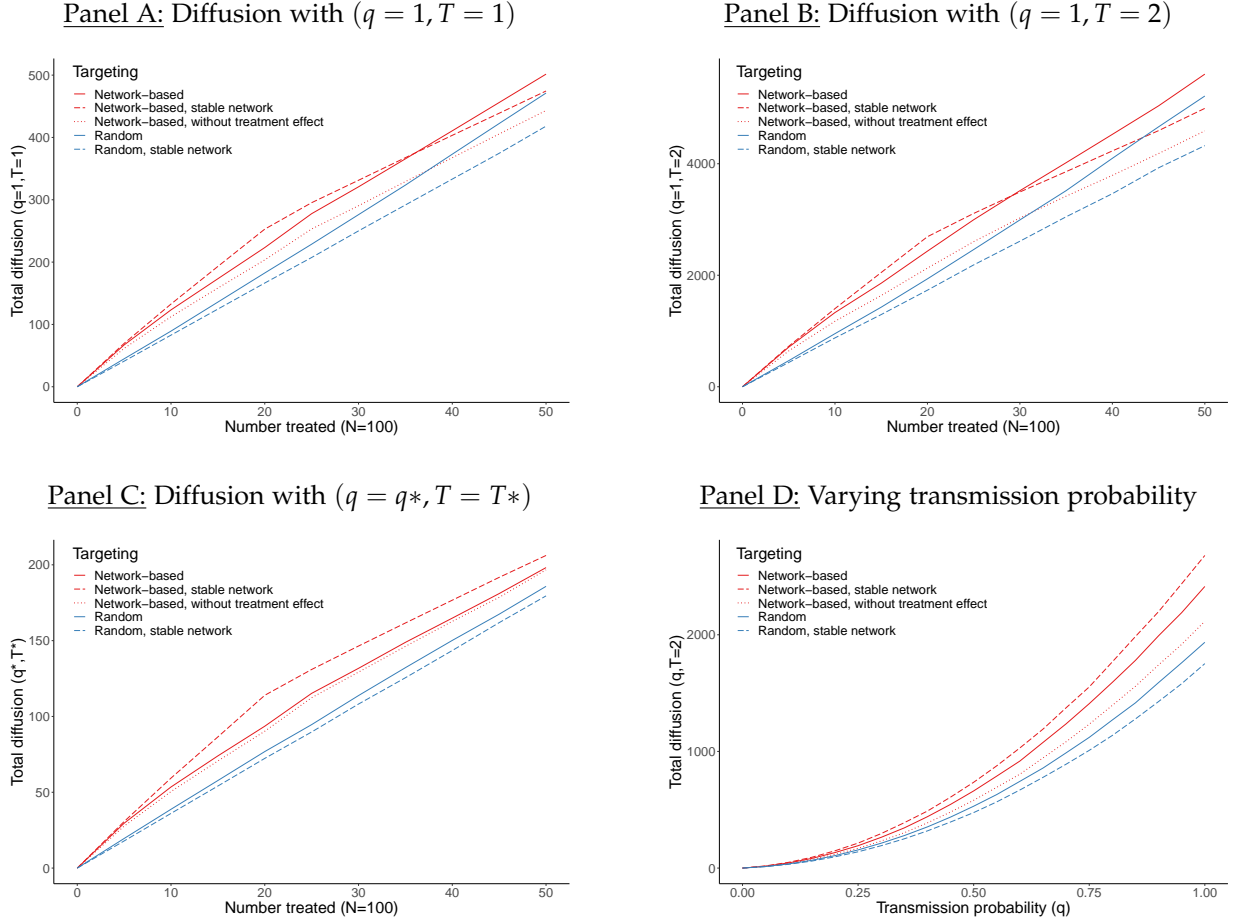 Panel A: Diffusion with (q = 1, T = 1)
Total diffusion (q=1,T=1)
500
400
300
200
100
0
Targeting
Network−based
Network−based, stable network
Network−based, without treatment effect
Random
Random, stable network
0 10 20 30 40 50
Number treated (N=100)
Panel B: Diffusion with (q = 1, T = 2)
Total diffusion (q=1,T=2)
4000
2000
0
Targeting
Network−based
Network−based, stable network
Network−based, without treatment effect
Random
Random, stable network
0 10 20 30 40 50
Number treated (N=100)
Panel C: Diffusion with (q = q∗, T = T∗)
Total diffusion (q*,T*)
200
150
100
50
0
Targeting
Network−based
Network−based, stable network
Network−based, without treatment effect
Random
Random, stable network
0 10 20 30 40 50
Number treated (N=100)
Panel D: Varying transmission probability
Total diffusion (q,T=2)
2000
1000
0
Targeting
Network−based
Network−based, stable network
Network−based, without treatment effect
Random
Random, stable network
0.00 0.25 0.50 0.75 1.00
Transmission probability (q)